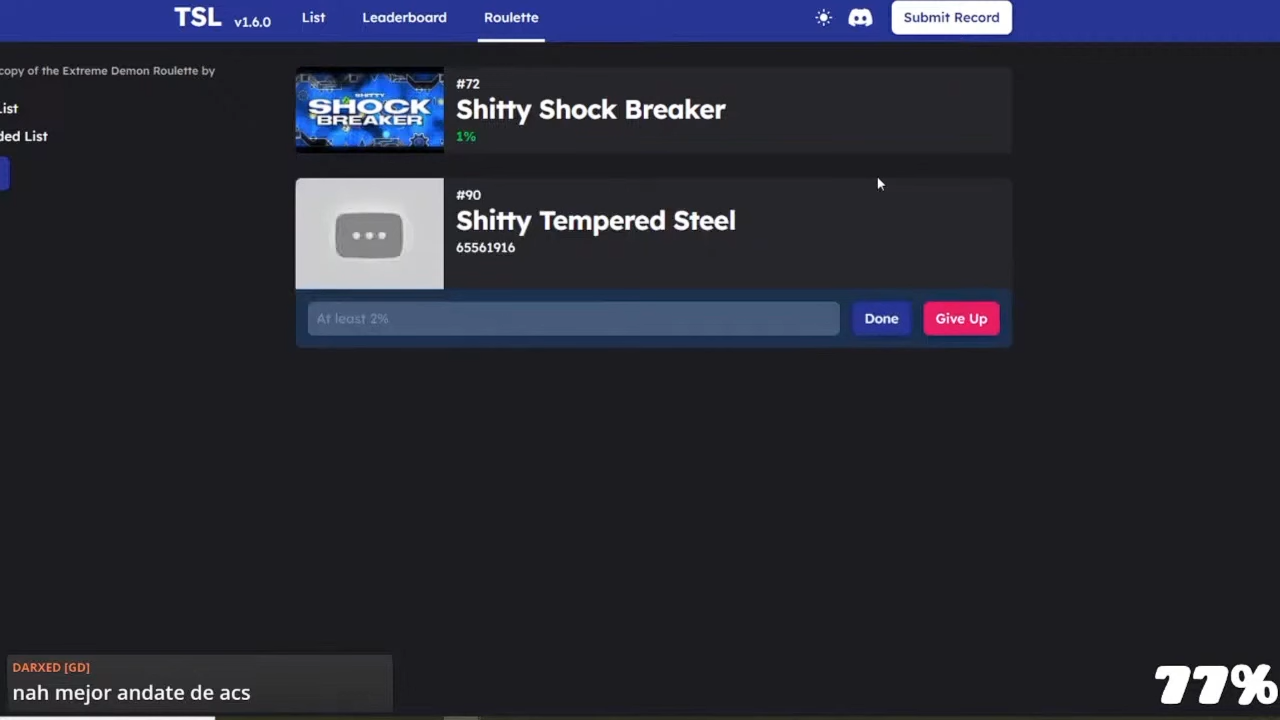 TSL v1.6.0 List Leaderboard Roulette Submit Record
copy of the Extreme Demon Roulette by
List
ded List
#72
SHITTY
SHOCK
BREAKER
Shitty Shock Breaker
1%
#90
Shitty Tempered Steel
65561916
At least 2% Done Give Up
DARXED [GD]
nah mejor andate de acs
77%